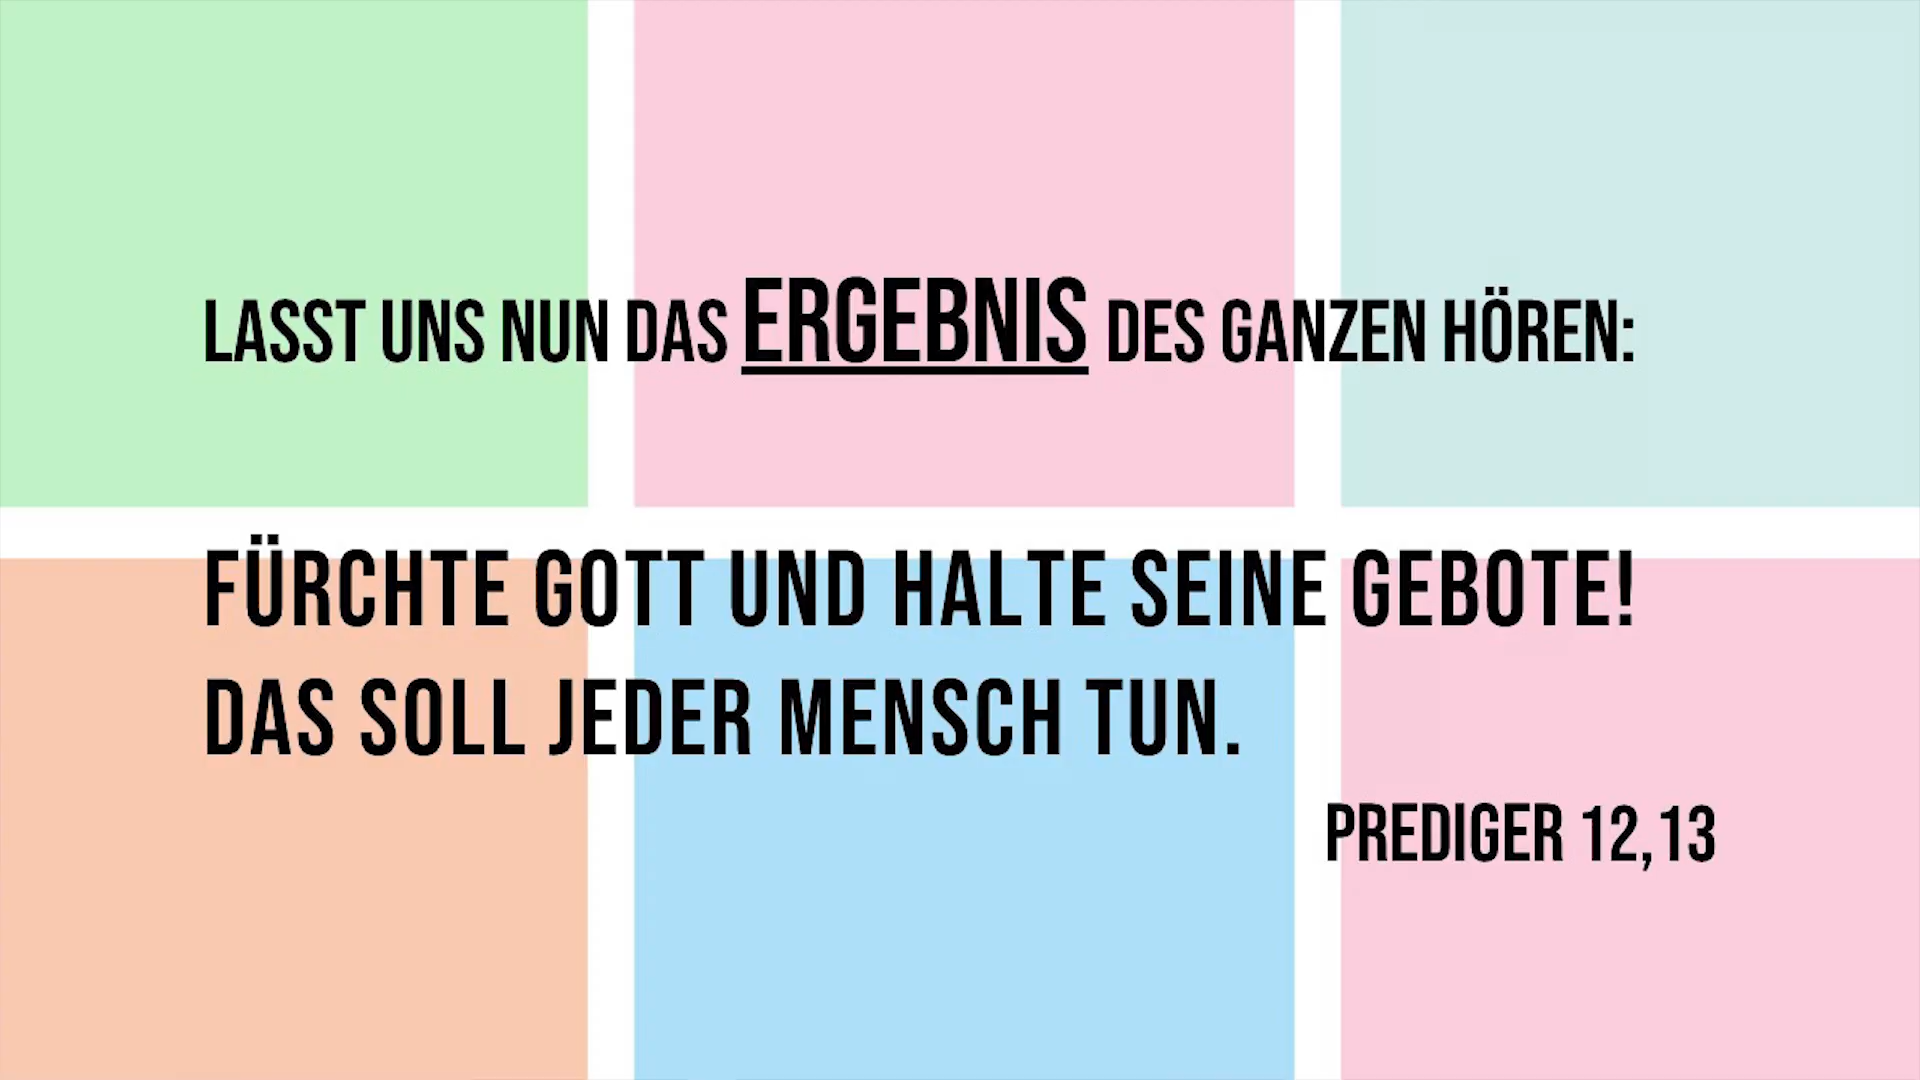 LASST UNS NUN DAS ERGEBNIS DES GANZEN HÖREN:
FÜRCHTE GOTT UND HALTE SEINE GEBOTE!
DAS SOLL JEDER MENSCH TUN.
PREDIGER 12,13